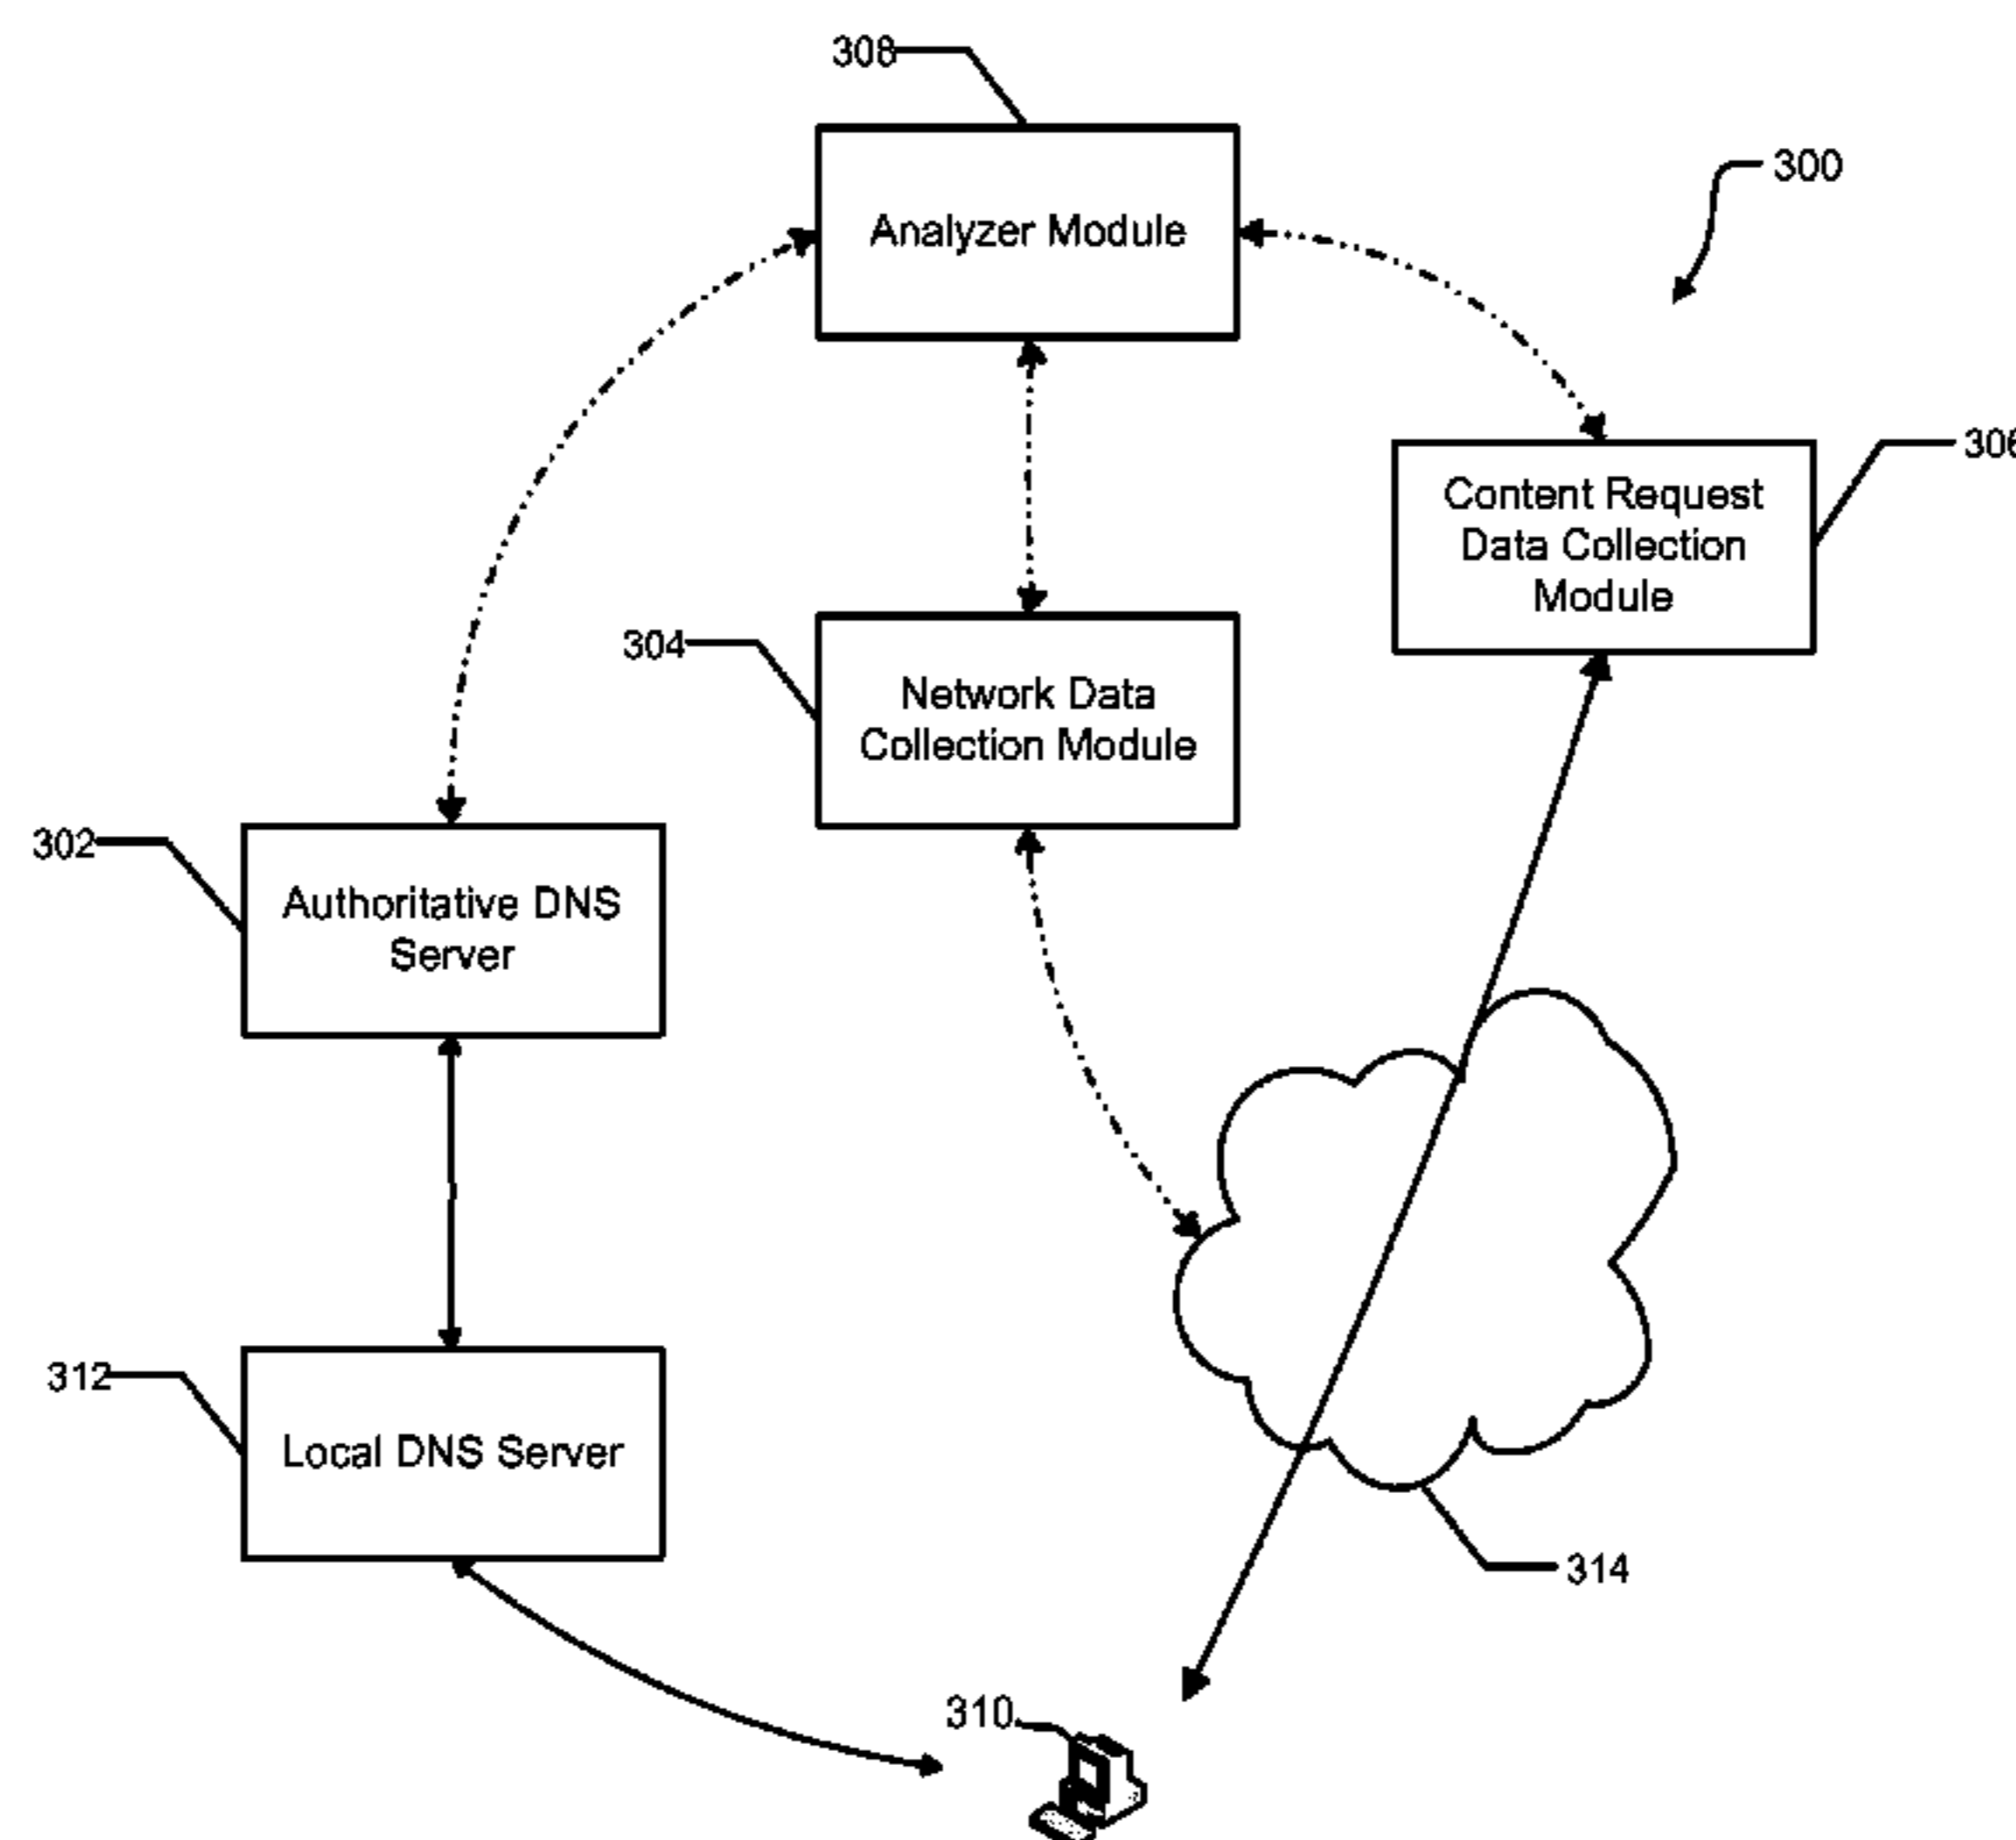 308
300
Analyzer Module
306
Content Request
Data Collection
Module
304
Network Data
Collection Module
302
Authoritative DNS
Server
312
Local DNS Server
314
310